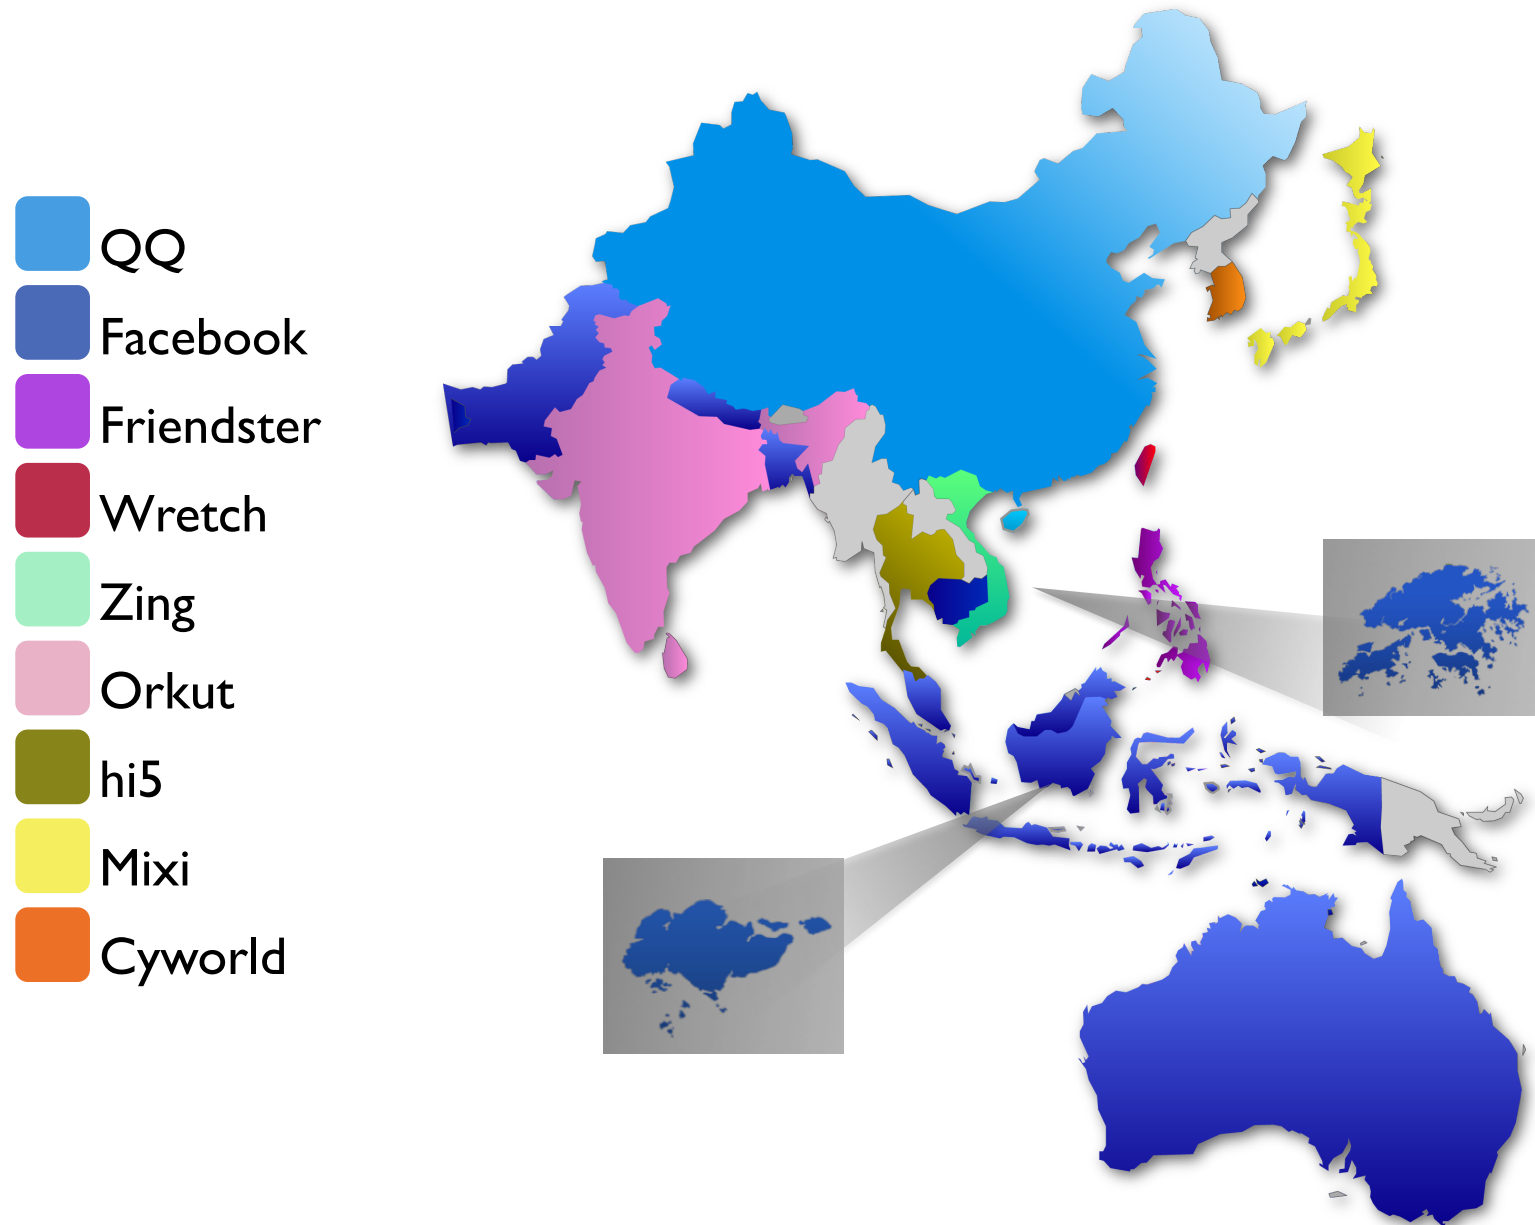 QQ
Facebook
Friendster
Wretch
Zing
Orkut
hi5
Mixi
Cyworld